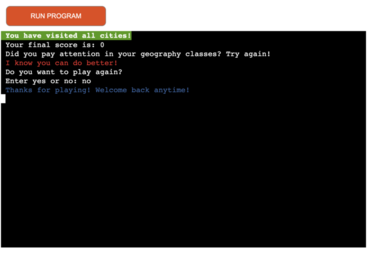 RUN PROGRAM
You have visited all cities!
Your final score is: 0
Did you pay attention in your geography classes? Try again!
I know you can do better!
Do you want to play again?
Enter yes or no: no
Thanks for playing! Welcome back anytime!